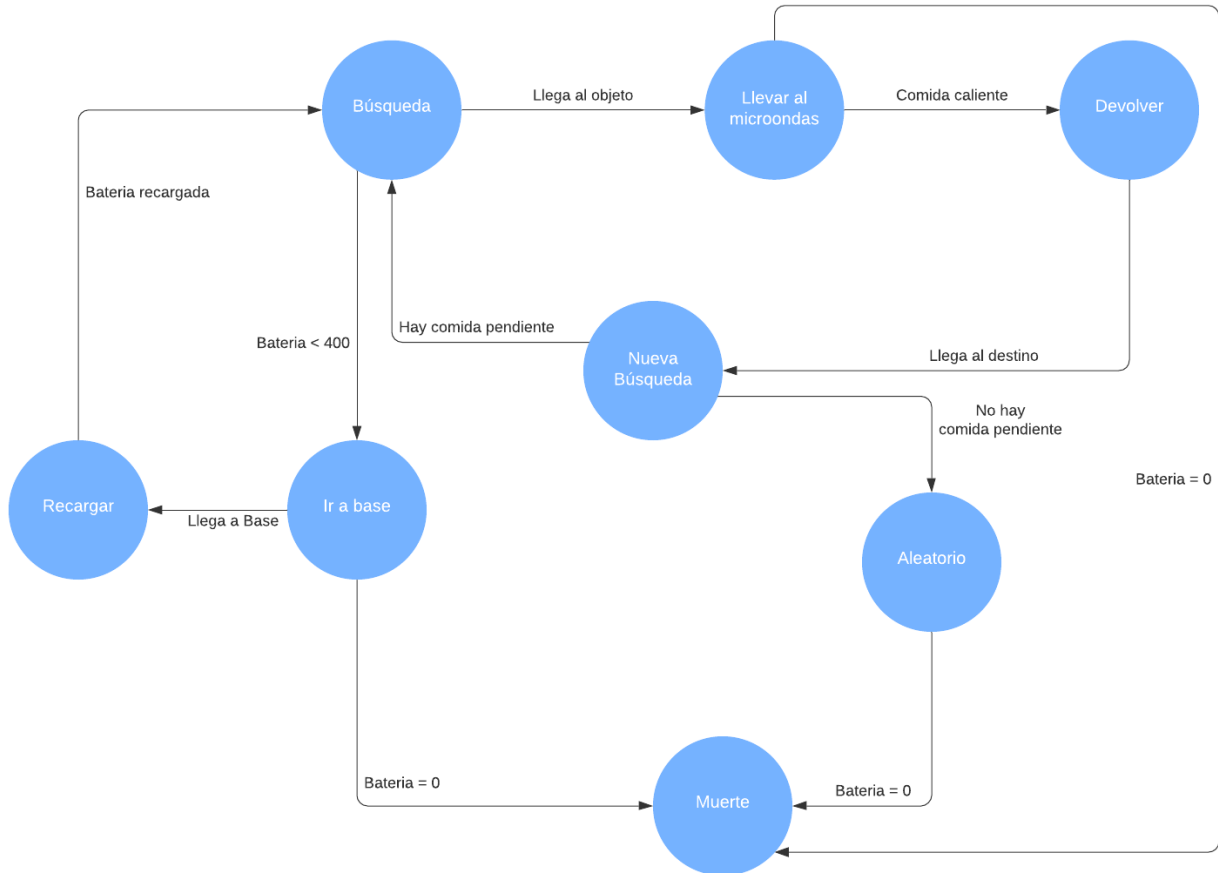 Búsqueda
Llega al objeto
Llevar al
microondas
Comida caliente
Devolver
Bateria recargada
Hay comida pendiente
Bateria < 400
Nueva
Búsqueda
Llega al destino
No hay
comida pendiente
Bateria = 0
Recargar
Llega a Base
Ir a base
Aleatorio
Bateria = 0
Muerte
Bateria = 0